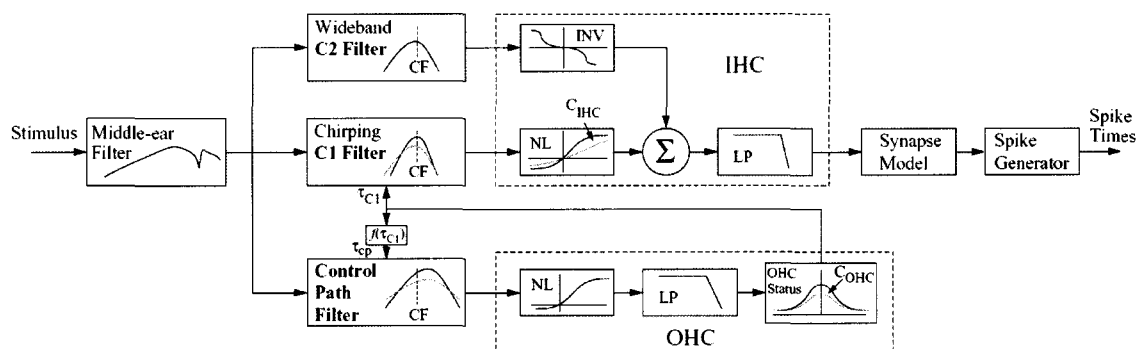 Wideband
C2 Filter
CF
INV
IHC
Stimulus
Middle-ear
Filter
Chirping
C1 Filter
CF
NL
C_IHC
Σ
LP
Synapse
Model
Spike
Generator
Spike
Times
τ_C1
f(τ_C1)
τ_cp
Control
Path
Filter
CF
NL
LP
OHC
Status
C_OHC
OHC